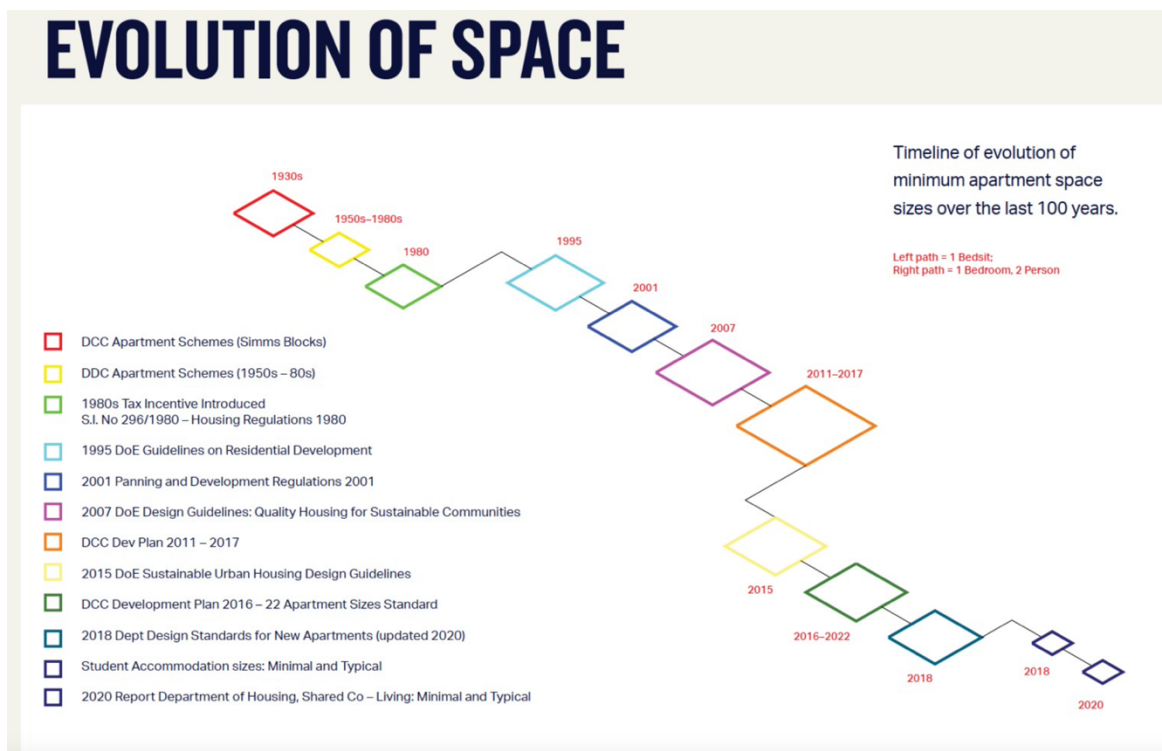 EVOLUTION OF SPACE
Timeline of evolution of
minimum apartment space
sizes over the last 100 years.
Left path = 1 Bedsit;
Right path = 1 Bedroom, 2 Person
1930s
1950s–1980s
1980
1995
2001
2007
2011–2017
2015
2016–2022
2018
2018
2020
DCC Apartment Schemes (Simms Blocks)
DDC Apartment Schemes (1950s – 80s)
1980s Tax Incentive Introduced
S.I. No 296/1980 – Housing Regulations 1980
1995 DoE Guidelines on Residential Development
2001 Panning and Development Regulations 2001
2007 DoE Design Guidelines: Quality Housing for Sustainable Communities
DCC Dev Plan 2011 – 2017
2015 DoE Sustainable Urban Housing Design Guidelines
DCC Development Plan 2016 – 22 Apartment Sizes Standard
2018 Dept Design Standards for New Apartments (updated 2020)
Student Accommodation sizes: Minimal and Typical
2020 Report Department of Housing, Shared Co – Living: Minimal and Typical